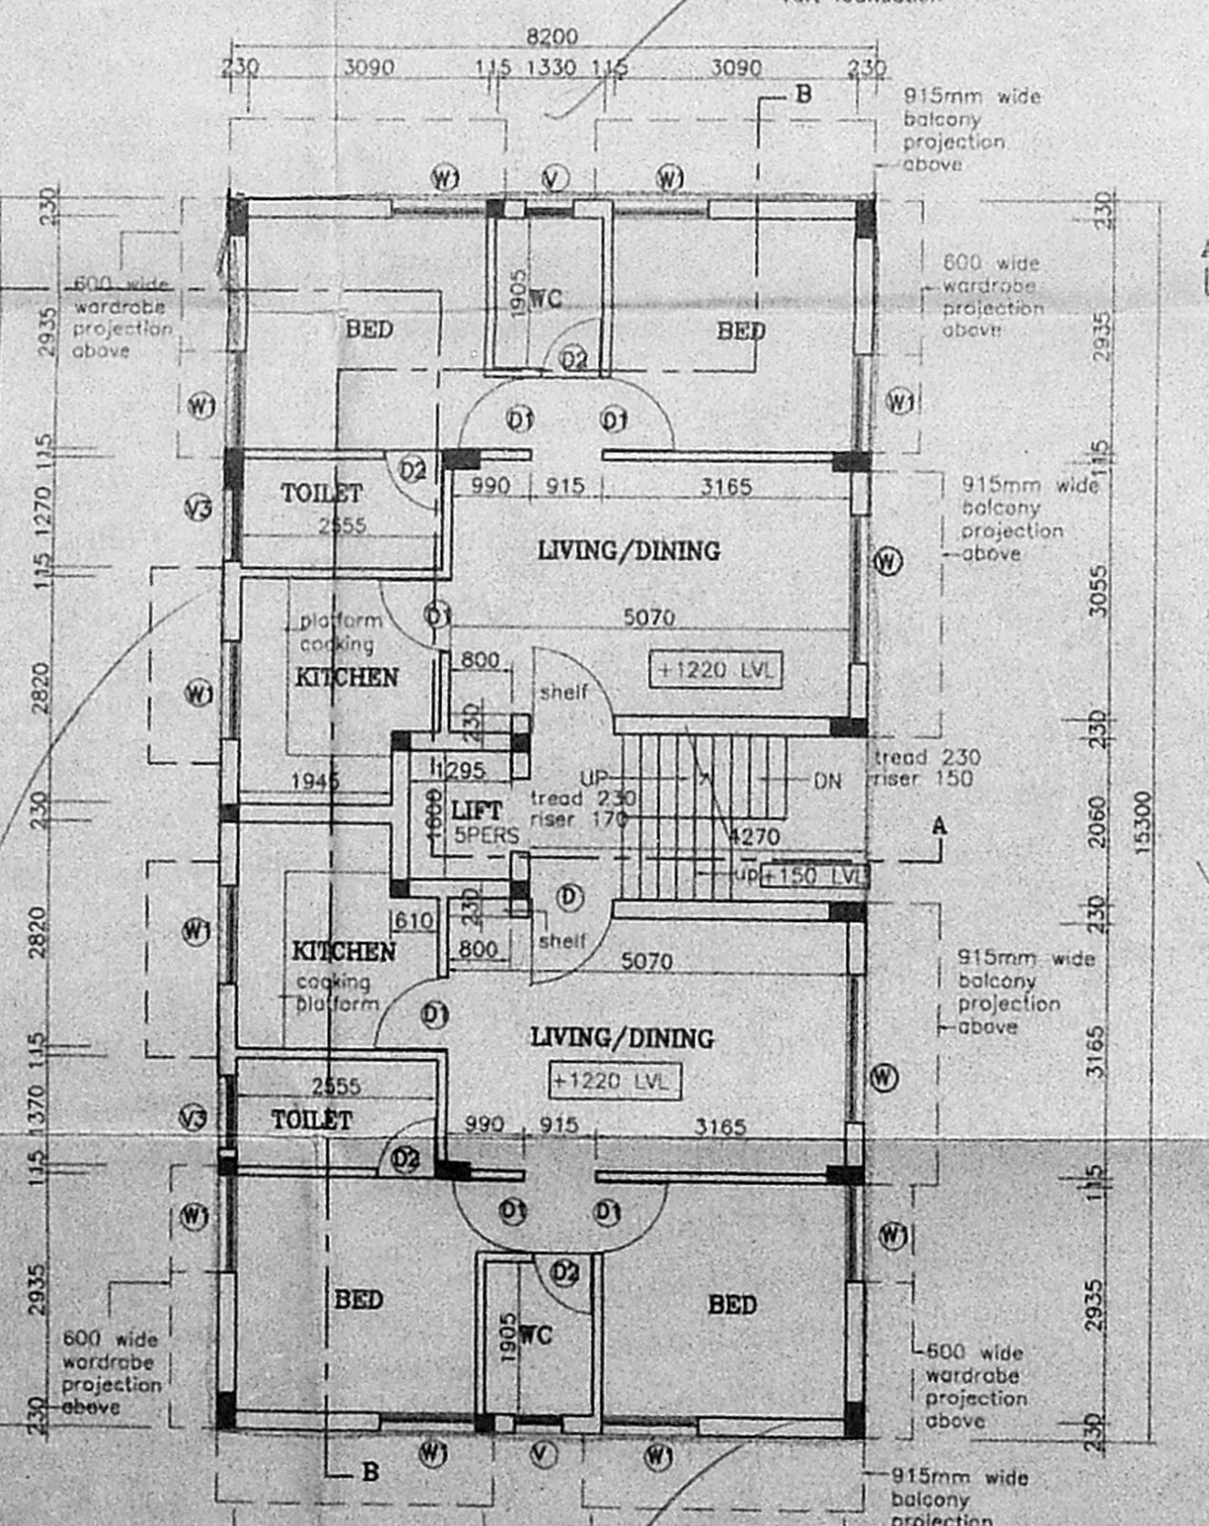 8200
230 3090 115 1330 115 3090 230
B
915mm wide
balcony
projection
above
W1 V W1
230
230
600 wide
wardrobe
projection
above
600 wide
wardrobe
projection
above
1905
WC
BED
BED
2935
2935
D2
W1
W1
D1 D1
115
115
D2
TOILET
2555
V3
1270
990 915 3165
915mm wide
balcony
projection
above
LIVING/DINING
W
115
3055
platform
cooking
D1
5070
KITCHEN
W1
2820
800
shelf
+1220 LVL
230
230
1945
1295
UP
DN
tread 230
riser 150
230
1600
LIFT
5PERS
tread 230
riser 170
4270
A
2060
15300
up
+150 LVL
D
610
230
230
shelf
800
5070
W1
2820
KITCHEN
cooking
platform
D1
915mm wide
balcony
projection
above
LIVING/DINING
+1220 LVL
W
115
3165
2555
TOILET
V3
1370
990 915 3165
D2
115
115
W1
D1 D1
W1
D2
BED
BED
1905
WC
2935
2935
600 wide
wardrobe
projection
above
600 wide
wardrobe
projection
above
230
230
W1 V W1
B
915mm wide
balcony
projection